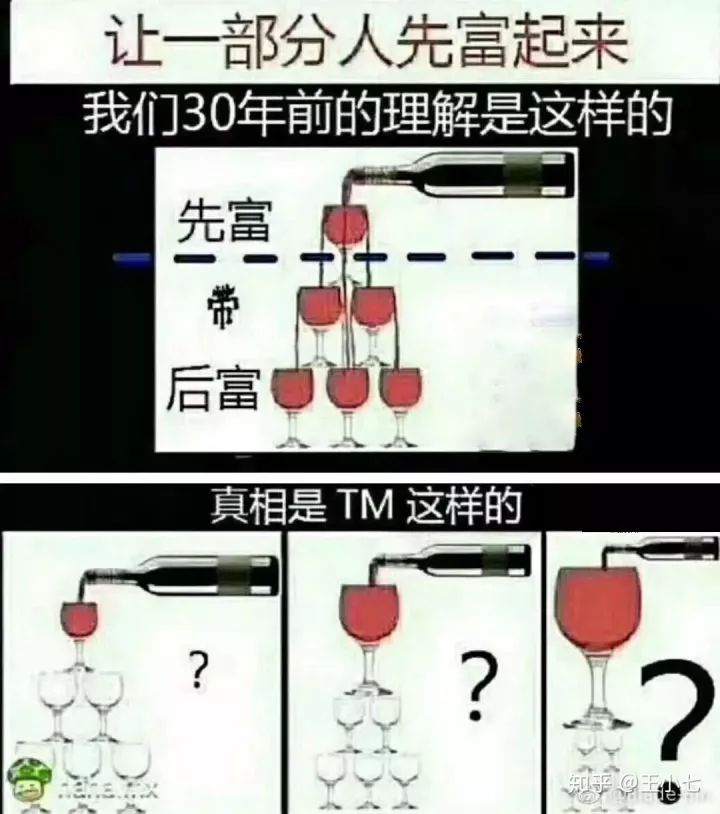 让一部分人先富起来
我们30年前的理解是这样的
先富
带
后富
真相是 TM 这样的
?
?
?
知乎 @王小七